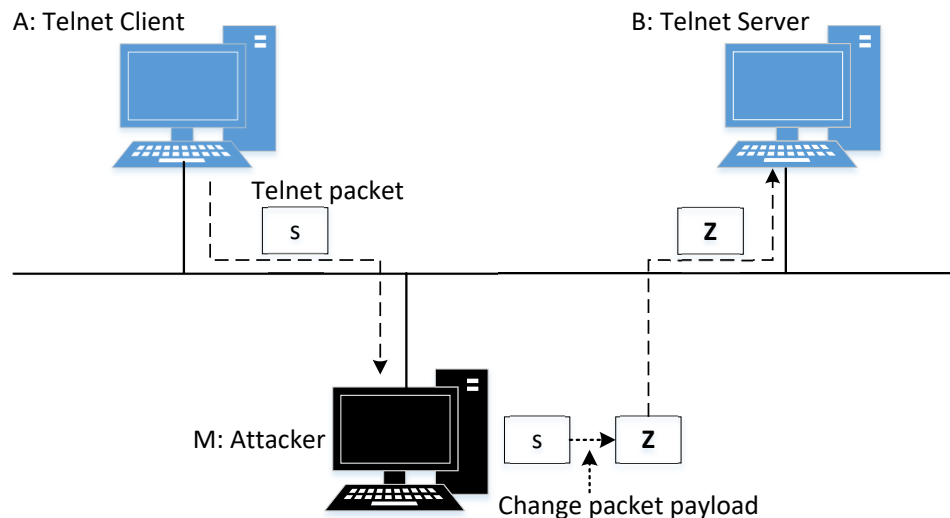 A: Telnet Client
B: Telnet Server
Telnet packet
s
Z
M: Attacker
s
Z
Change packet payload